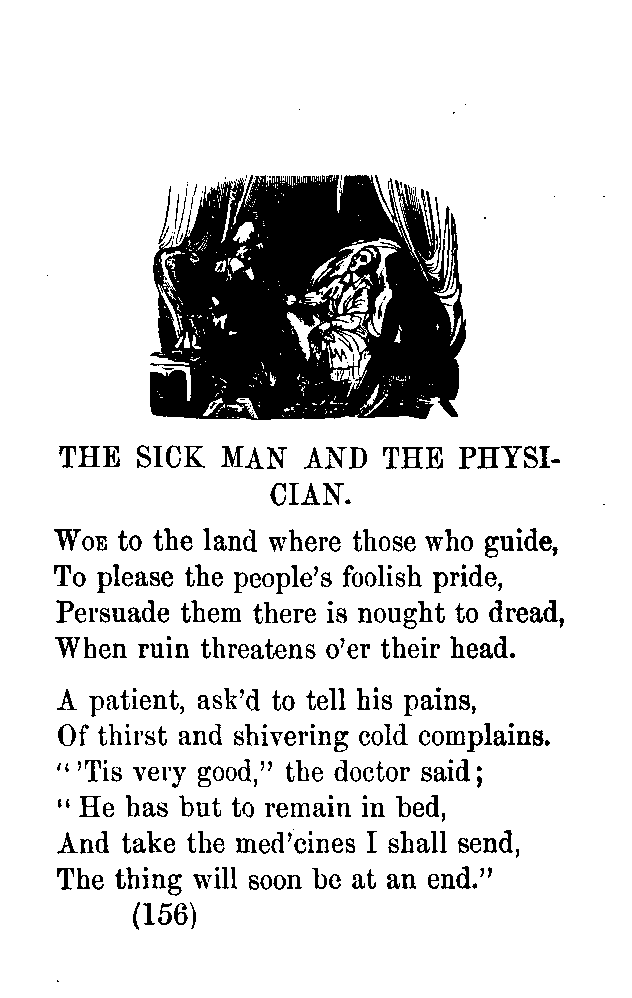 THE SICK MAN AND THE PHYSI-
CIAN.
WOE to the land where those who guide,
To please the people's foolish pride,
Persuade them there is nought to dread,
When ruin threatens o'er their head.
A patient, ask'd to tell his pains,
Of thirst and shivering cold complains.
"'Tis very good," the doctor said;
"He has but to remain in bed,
And take the med'cines I shall send,
The thing will soon be at an end."
(156)